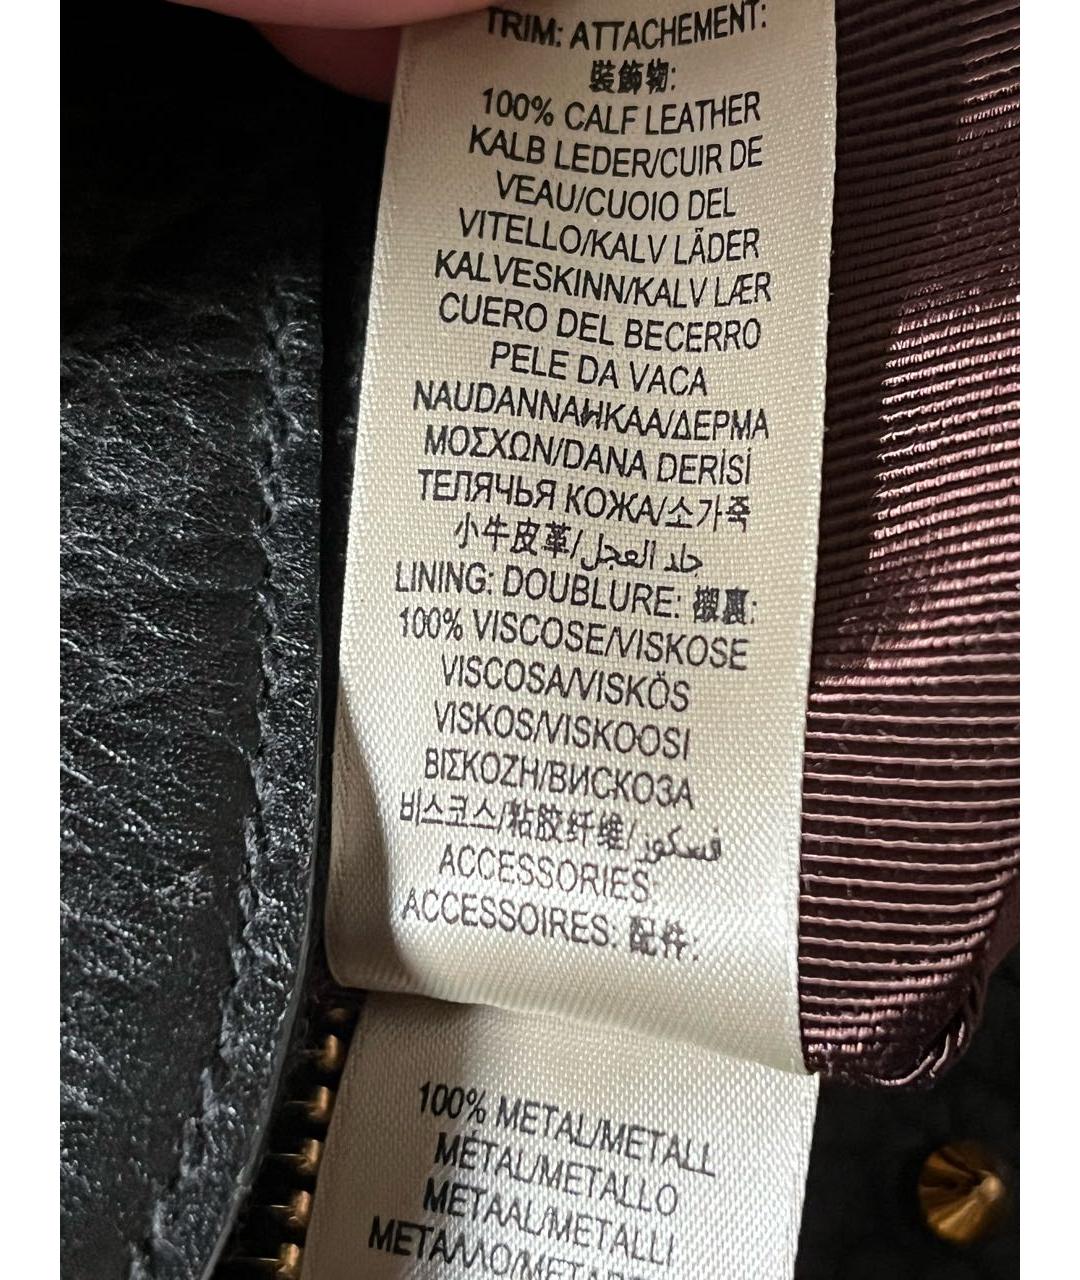 TRIM: ATTACHEMENT:
裝飾物:
100% CALF LEATHER
KALB LEDER/CUIR DE
VEAU/CUOIO DEL
VITELLO/KALV LÄDER
KALVESKINN/KALV LÆR
CUERO DEL BECERRO
PELE DA VACA
NAUDANNAHKAA/ΔΕΡΜΑ
ΜΟΣΧΩΝ/DANA DERİSİ
ТЕЛЯЧЬЯ КОЖА/소가죽
小牛皮革/جلد العجل
LINING: DOUBLURE: 襯裏:
100% VISCOSE/VISKOSE
VISCOSA/VISKÖS
VISKOS/VISKOOSI
ΒΙΣΚΟΖΗ/ВИСКОЗА
비스코스/粘胶纤维/فسكوز
ACCESSORIES:
ACCESSOIRES: 配件:
100% METAL/METALL
MÉTAL/METALLO
METAAL/METALLI
ΜΕΤΑΛΛΟ/МЕТАЛЛ